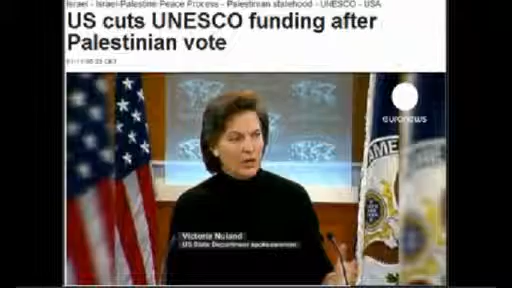 Israel - Israel-Palestine Peace Process - Palestinian statehood - UNESCO - USA
US cuts UNESCO funding after
Palestinian vote
euronews
AME
Victoria Nuland
US State Department spokeswoman